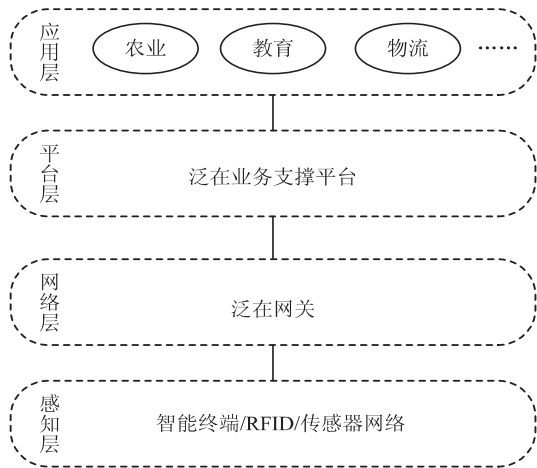 应用层
农业 教育 物流 ……
平台层
泛在业务支撑平台
网络层
泛在网关
感知层
智能终端/RFID/传感器网络